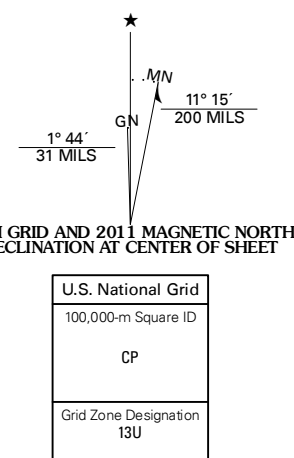 ★
MN
GN
11° 15´
200 MILS
1° 44´
31 MILS
GRID AND 2011 MAGNETIC NORTH
DECLINATION AT CENTER OF SHEET
U.S. National Grid
100,000-m Square ID
CP
Grid Zone Designation
13U